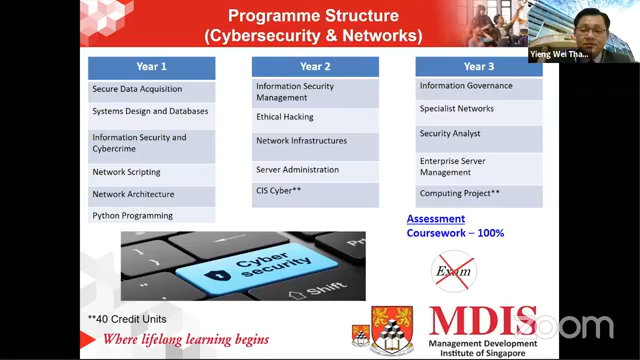 Programme Structure
(Cybersecurity & Networks)
Yieng Wei Tha...
Year 1
Secure Data Acquisition
Systems Design and Databases
Information Security and
Cybercrime
Network Scripting
Network Architecture
Python Programming
Year 2
Information Security
Management
Ethical Hacking
Network Infrastructures
Server Administration
CIS Cyber**
Year 3
Information Governance
Specialist Networks
Security Analyst
Enterprise Server
Management
Computing Project**
Assessment
Coursework – 100%
Exam
Cyber
security
Shift
**40 Credit Units
Where lifelong learning begins
MDIS
Management Development
Institute of Singapore
zoom